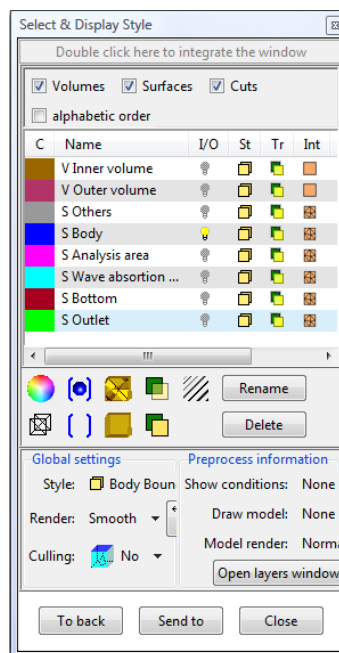 Select & Display Style
Double click here to integrate the window
Volumes Surfaces Cuts
alphabetic order
C Name I/O St Tr Int
V Inner volume
V Outer volume
S Others
S Body
S Analysis area
S Wave absortion ...
S Bottom
S Outlet
Rename
Delete
Global settings Preprocess information
Style: Body Boun Show conditions: None
Render: Smooth Draw model: None
Model render: Norma
Culling: No
Open layers window
To back Send to Close